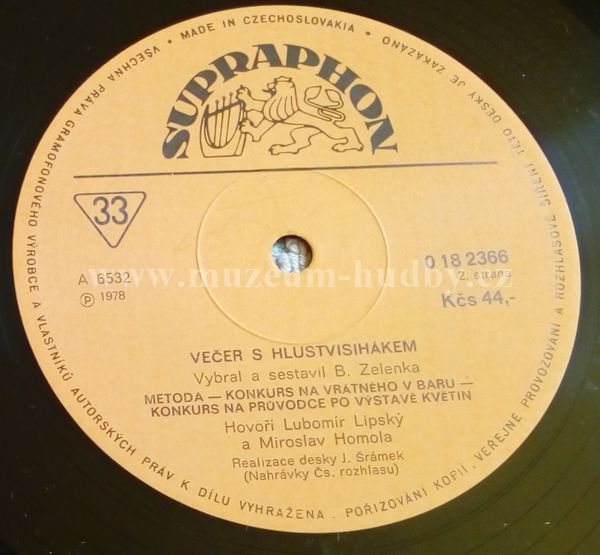 VŠECHNA PRÁVA GRAMOFONOVÉHO VÝROBCE A VLASTNÍKŮ AUTORSKÝCH PRÁV K DÍLU VYHRAŽENA. POŘIZOVÁNÍ KOPIÍ, VEŘEJNÉ PROVOZOVÁNÍ A ROZHLASOVÉ ŠÍŘENÍ TÉTO DESKY JE ZAKÁZÁNO • MADE IN CZECHOSLOVAKIA •
SUPRAPHON
33
A 6532
℗ 1978
0 18 2366
2. strana
Kčs 44,-
www.muzeum-hudby.cz
VEČER S HLUSTVISIHÁKEM
Vybral a sestavil B. Zelenka
METODA — KONKURS NA VRÁTNÉHO V BARU —
KONKURS NA PRŮVODCE PO VÝSTAVĚ KVĚTIN
Hovoří Lubomír Lipský
a Miroslav Homola
Realizace desky J. Šrámek
(Nahrávky Čs. rozhlasu)